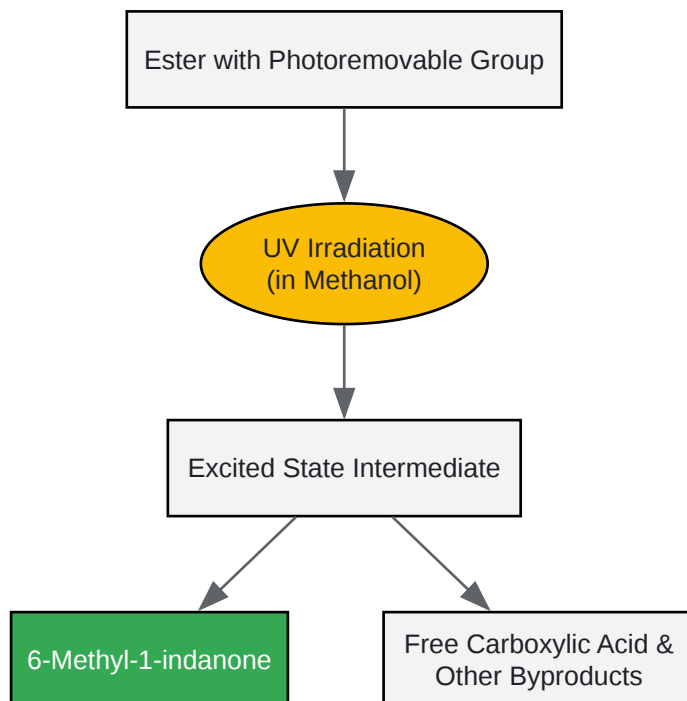 Ester with Photoremovable Group
UV Irradiation
(in Methanol)
Excited State Intermediate
6-Methyl-1-indanone
Free Carboxylic Acid &
Other Byproducts